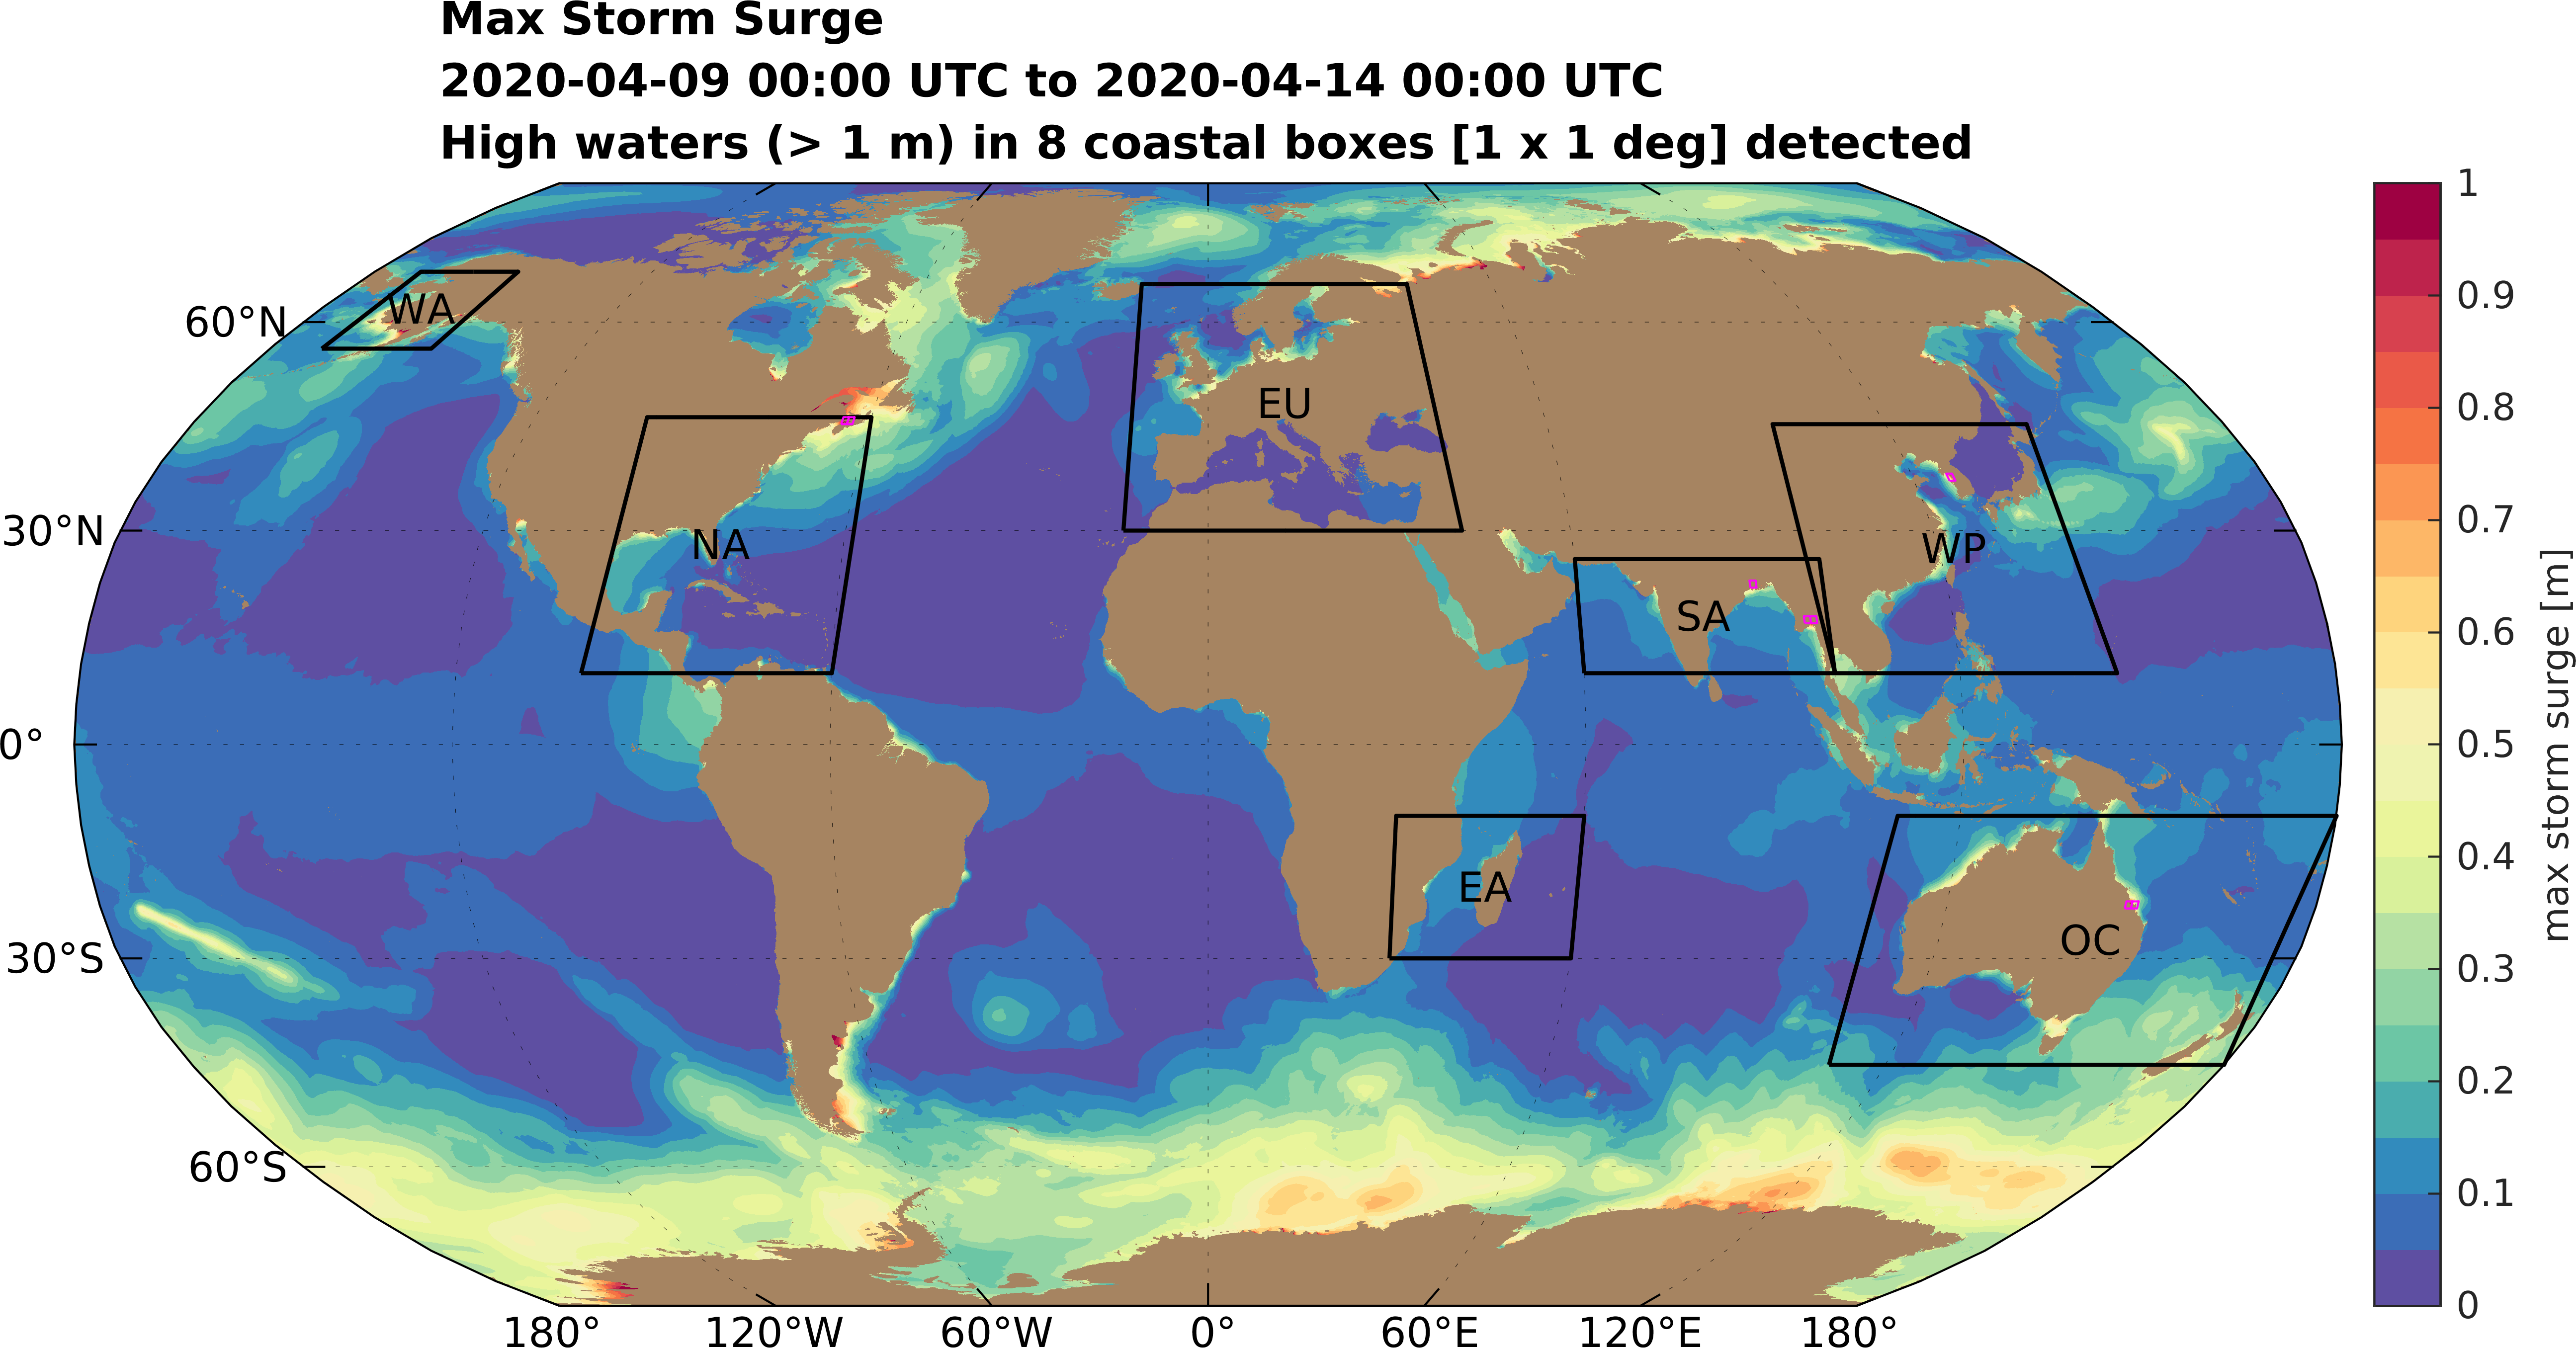 Max Storm Surge
2020-04-09 00:00 UTC to 2020-04-14 00:00 UTC
High waters (> 1 m) in 8 coastal boxes [1 x 1 deg] detected
60°N
30°N
0°
30°S
60°S
180°
120°W
60°W
0°
60°E
120°E
180°
WA
NA
EU
SA
WP
EA
OC
1
0.9
0.8
0.7
0.6
0.5
0.4
0.3
0.2
0.1
0
max storm surge [m]